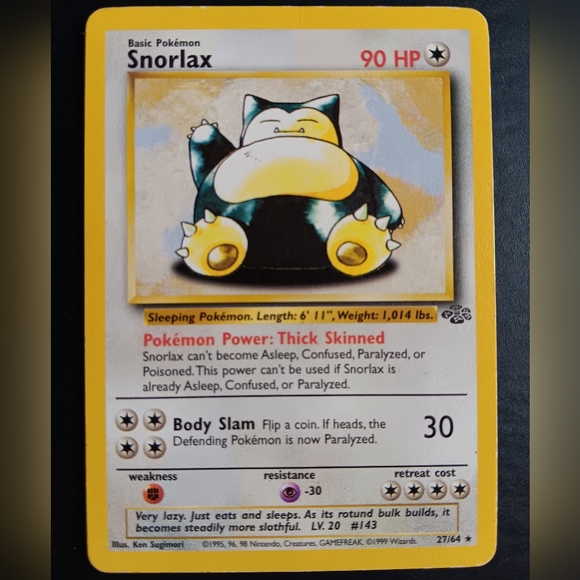 Basic Pokémon
Snorlax 90 HP
Sleeping Pokémon. Length: 6' 11", Weight: 1,014 lbs.
Pokémon Power: Thick Skinned
Snorlax can't become Asleep, Confused, Paralyzed, or
Poisoned. This power can't be used if Snorlax is
already Asleep, Confused, or Paralyzed.
Body Slam Flip a coin. If heads, the 30
Defending Pokémon is now Paralyzed.
weakness resistance retreat cost
-30
Very lazy. Just eats and sleeps. As its rotund bulk builds, it
becomes steadily more slothful. LV. 20 #143
Illus. Ken Sugimori ©1995, 96, 98 Nintendo, Creatures, GAMEFREAK. ©1999 Wizards. 27/64 ★